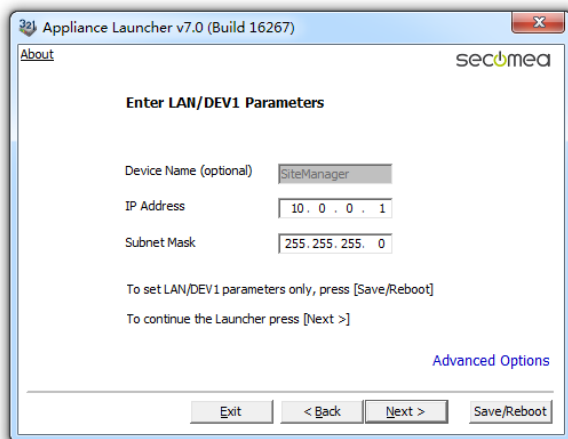 Appliance Launcher v7.0 (Build 16267)
About
secomea
Enter LAN/DEV1 Parameters
Device Name (optional) SiteManager
IP Address 10. 0 . 0 . 1
Subnet Mask 255.255.255. 0
To set LAN/DEV1 parameters only, press [Save/Reboot]
To continue the Launcher press [Next >]
Advanced Options
Exit < Back Next > Save/Reboot